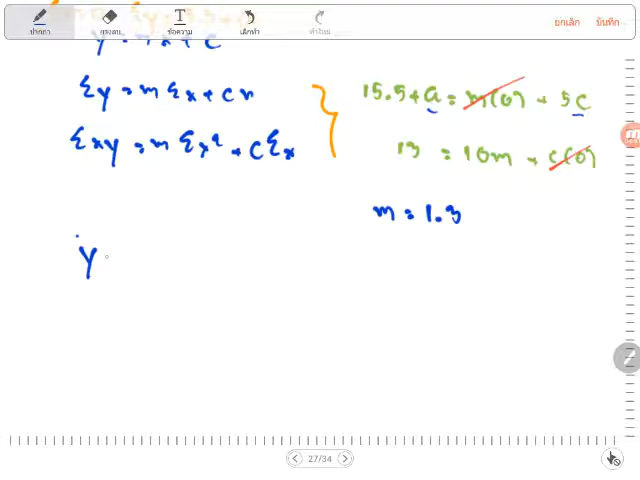 ปากกา
ยางลบ
T ข้อความ
เลิกทำ
ทำใหม่
ยกเลิก
บันทึก
Σy = mΣx + cn
Σxy = mΣx² + cΣx
15.5 + a = m(0) + 5c
13 = 10m + c(0)
m = 1.3
ŷ
27/34
Z